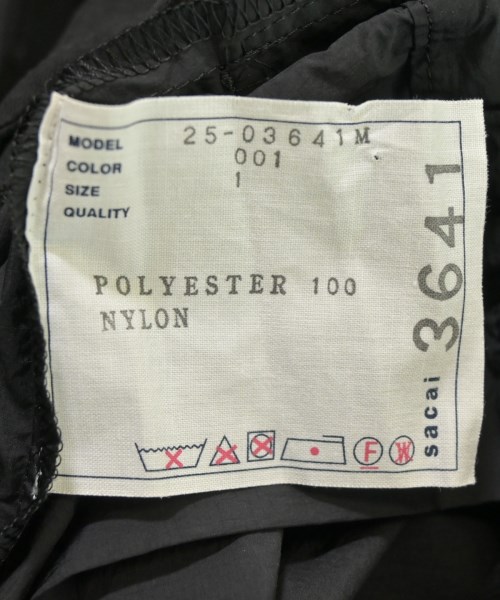 MODEL 25-03641M
COLOR 001
SIZE 1
QUALITY
POLYESTER 100
NYLON
F W
sacai 3641